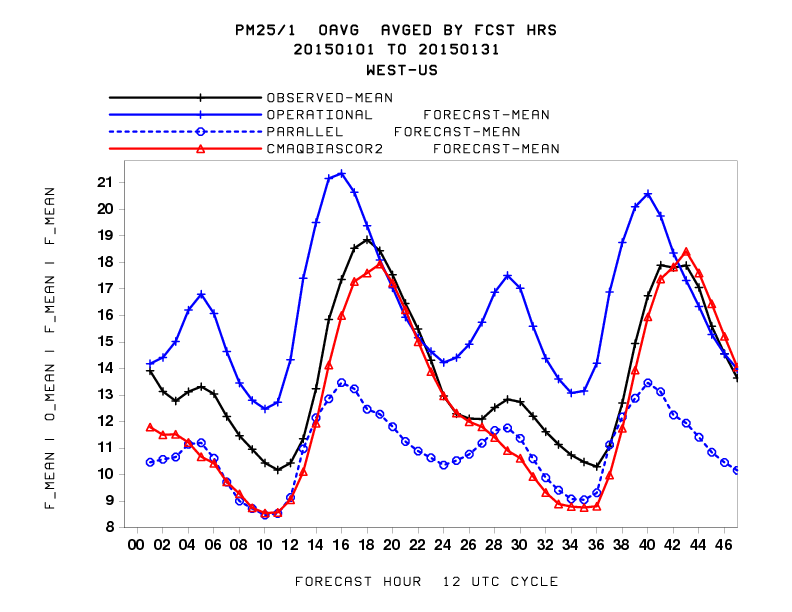 PM25/1 OAVG AVGED BY FCST HRS
20150101 TO 20150131
WEST-US
OBSERVED-MEAN
OPERATIONAL FORECAST-MEAN
PARALLEL FORECAST-MEAN
CMAQBIASCOR2 FORECAST-MEAN
F_MEAN | O_MEAN | F_MEAN | F_MEAN
21
20
19
18
17
16
15
14
13
12
11
10
9
8
00 02 04 06 08 10 12 14 16 18 20 22 24 26 28 30 32 34 36 38 40 42 44 46
FORECAST HOUR 12 UTC CYCLE